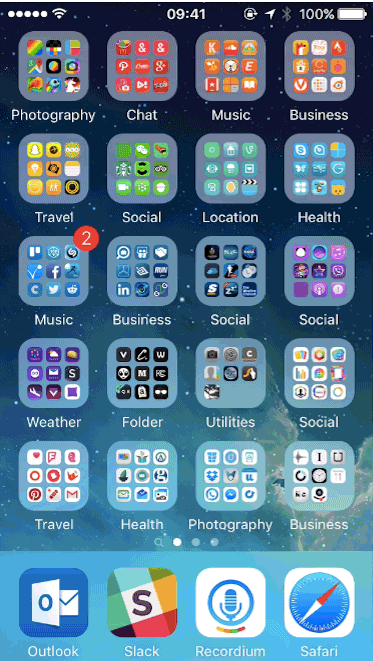 09:41
100%
Photography Chat Music Business
Travel Social Location Health
2
Music Business Social Social
Weather Folder Utilities Social
Travel Health Photography Business
Outlook Slack Recordium Safari